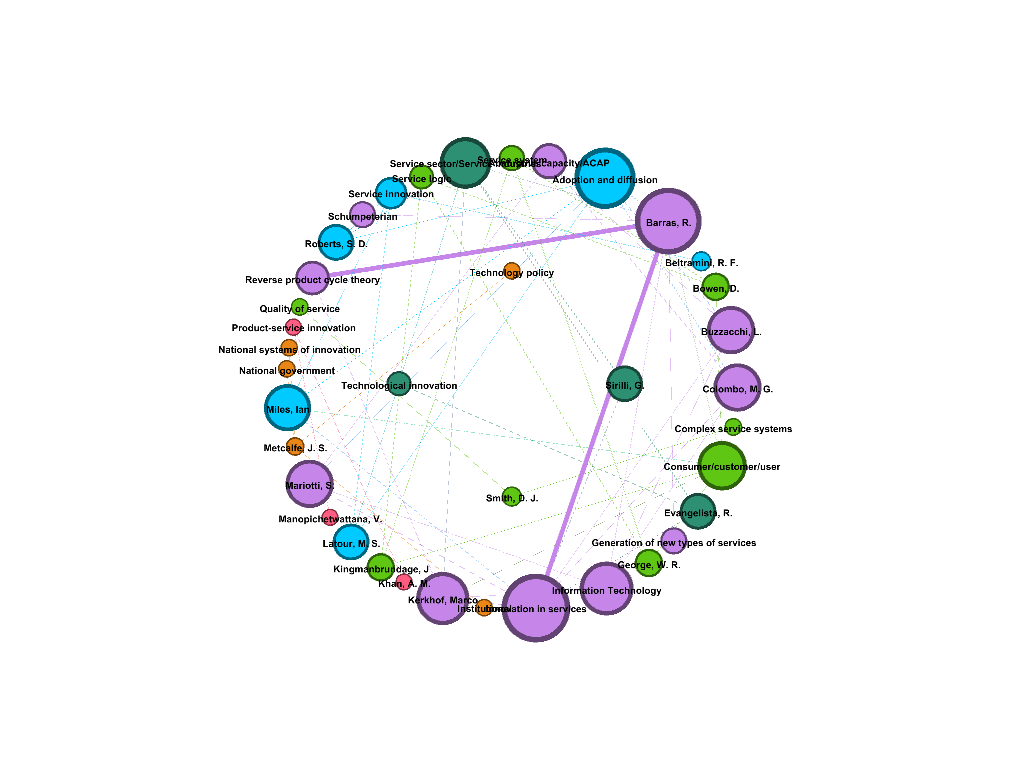 Service system
Service sector/Service industries
Absorptive capacity/ACAP
Service logic
Adoption and diffusion
Service innovation
Schumpeterian
Barras, R.
Roberts, S. D.
Beltramini, R. F.
Technology policy
Reverse product cycle theory
Bowen, D.
Quality of service
Product-service innovation
Buzzacchi, L.
National systems of innovation
National government
Technological innovation
Sirilli, G.
Colombo, M. G.
Miles, Ian
Complex service systems
Metcalfe, J. S.
Consumer/customer/user
Mariotti, S.
Smith, D. J.
Evangelista, R.
Manopichetwattana, V.
Latour, M. S.
Generation of new types of services
Kingmanbrundage, J
George, W. R.
Khan, A. M.
Information Technology
Kerkhof, Marco
Institutional
Innovation in services